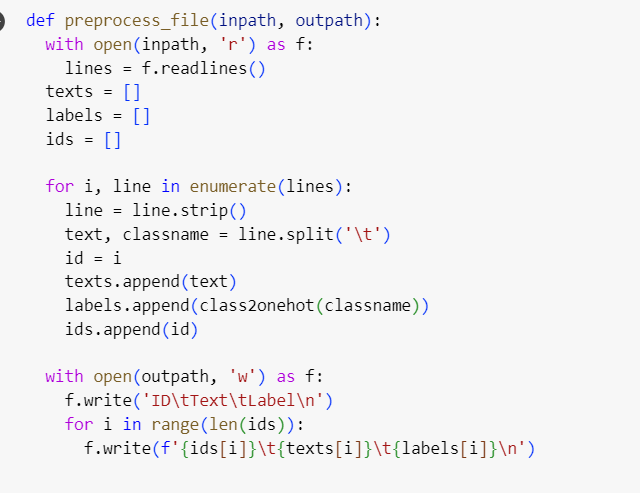 def preprocess_file(inpath, outpath):
  with open(inpath, 'r') as f:
    lines = f.readlines()
  texts = []
  labels = []
  ids = []

  for i, line in enumerate(lines):
    line = line.strip()
    text, classname = line.split('\t')
    id = i
    texts.append(text)
    labels.append(class2onehot(classname))
    ids.append(id)

  with open(outpath, 'w') as f:
    f.write('ID\tText\tLabel\n')
    for i in range(len(ids)):
      f.write(f'{ids[i]}\t{texts[i]}\t{labels[i]}\n')